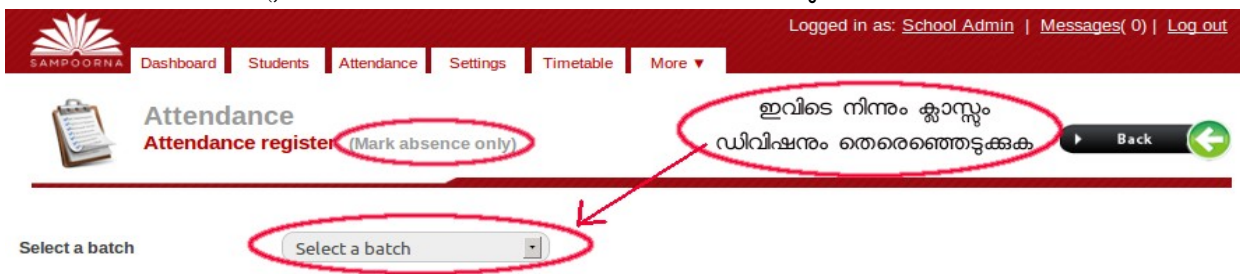 Logged in as: School Admin | Messages( 0) | Log out
SAMPOORNA
Dashboard Students Attendance Settings Timetable More ▼
Attendance
Attendance register (Mark absence only)
ഇവിടെ നിന്നും ക്ലാസ്സും
ഡിവിഷനും തെരെഞ്ഞെടുക്കുക
Back
Select a batch Select a batch